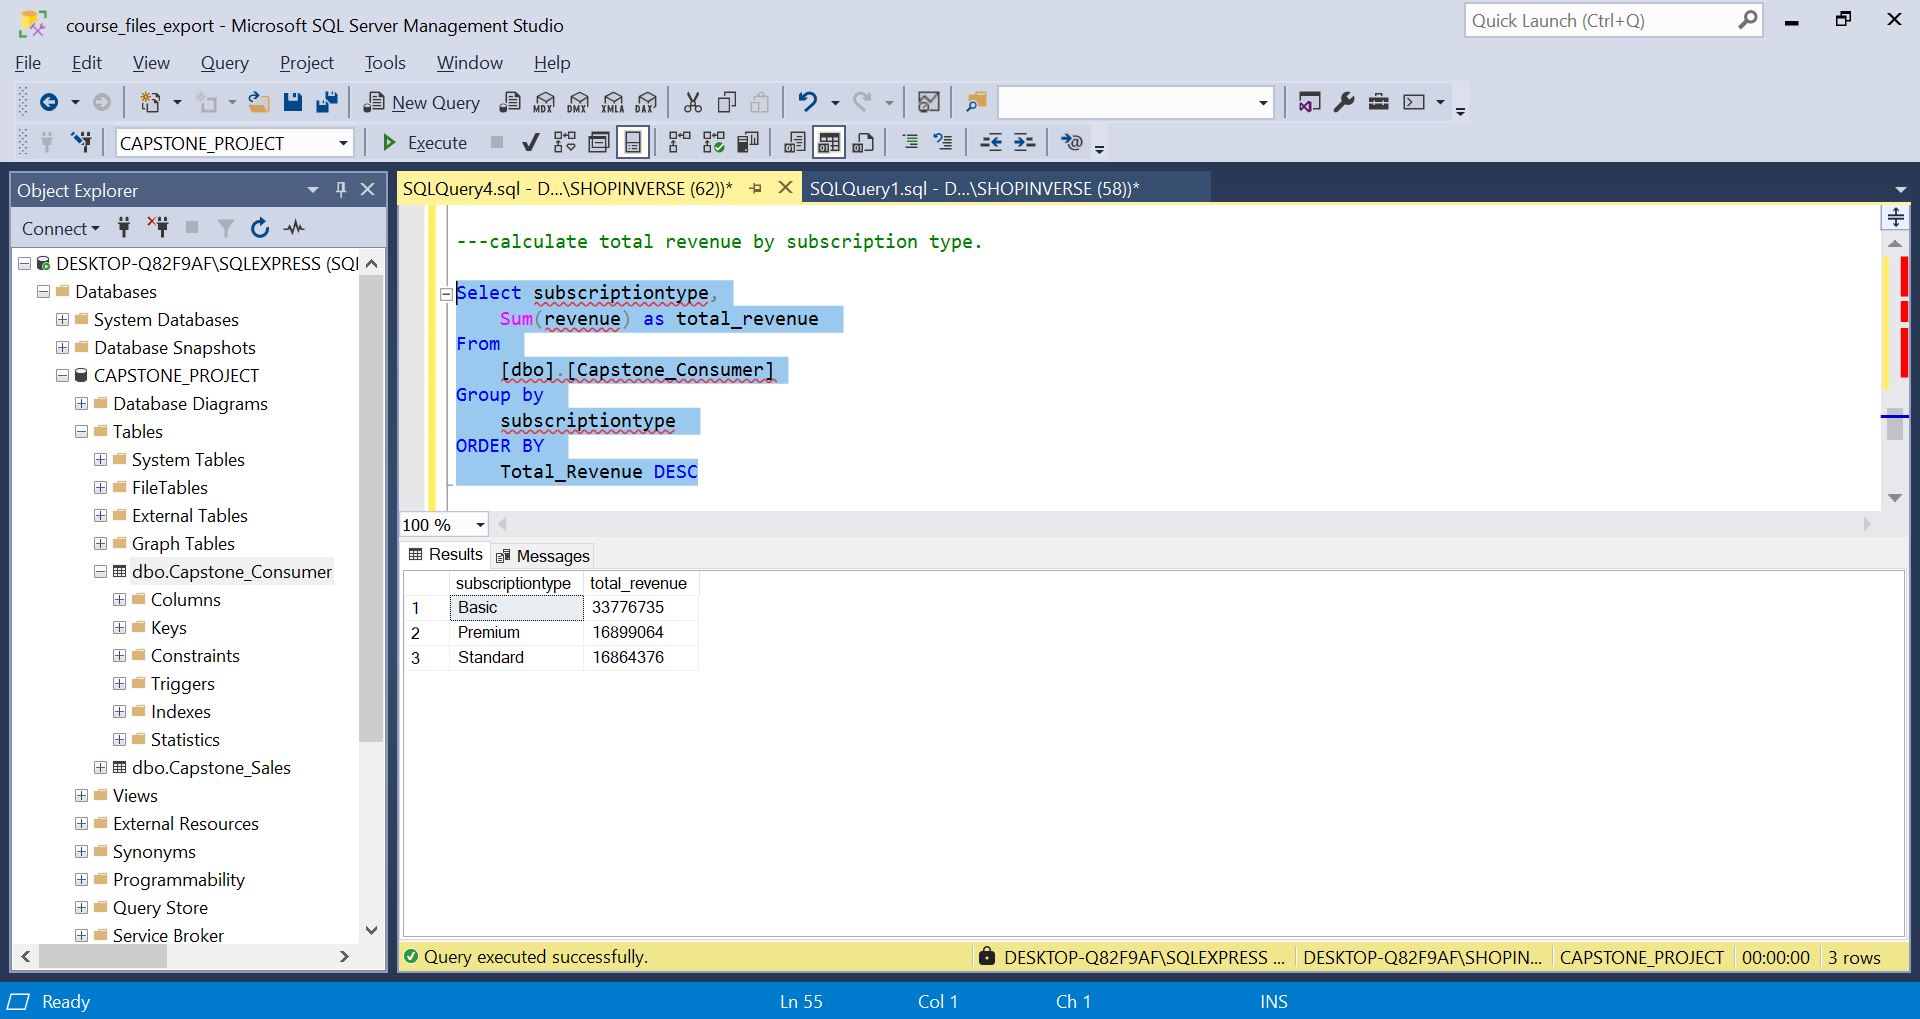 course_files_export - Microsoft SQL Server Management Studio
Quick Launch (Ctrl+Q)
File Edit View Query Project Tools Window Help
New Query MDX DMX XMLA DAX
CAPSTONE_PROJECT Execute
Object Explorer
Connect
DESKTOP-Q82F9AF\SQLEXPRESS (SQL
Databases
System Databases
Database Snapshots
CAPSTONE_PROJECT
Database Diagrams
Tables
System Tables
FileTables
External Tables
Graph Tables
dbo.Capstone_Consumer
Columns
Keys
Constraints
Triggers
Indexes
Statistics
dbo.Capstone_Sales
Views
External Resources
Synonyms
Programmability
Query Store
Service Broker
SQLQuery4.sql - D...\SHOPINVERSE (62))* SQLQuery1.sql - D...\SHOPINVERSE (58))*
---calculate total revenue by subscription type.
Select subscriptiontype,
Sum(revenue) as total_revenue
From
[dbo].[Capstone_Consumer]
Group by
subscriptiontype
ORDER BY
Total_Revenue DESC
100 %
Results Messages
subscriptiontype total_revenue
1 Basic 33776735
2 Premium 16899064
3 Standard 16864376
Query executed successfully. DESKTOP-Q82F9AF\SQLEXPRESS ... DESKTOP-Q82F9AF\SHOPIN... CAPSTONE_PROJECT 00:00:00 3 rows
Ready Ln 55 Col 1 Ch 1 INS